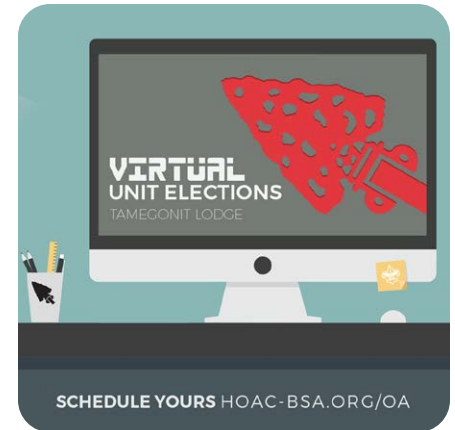 VIRTUAL
UNIT ELECTIONS
TAMEGONIT LODGE
SCHEDULE YOURS HOAC-BSA.ORG/OA